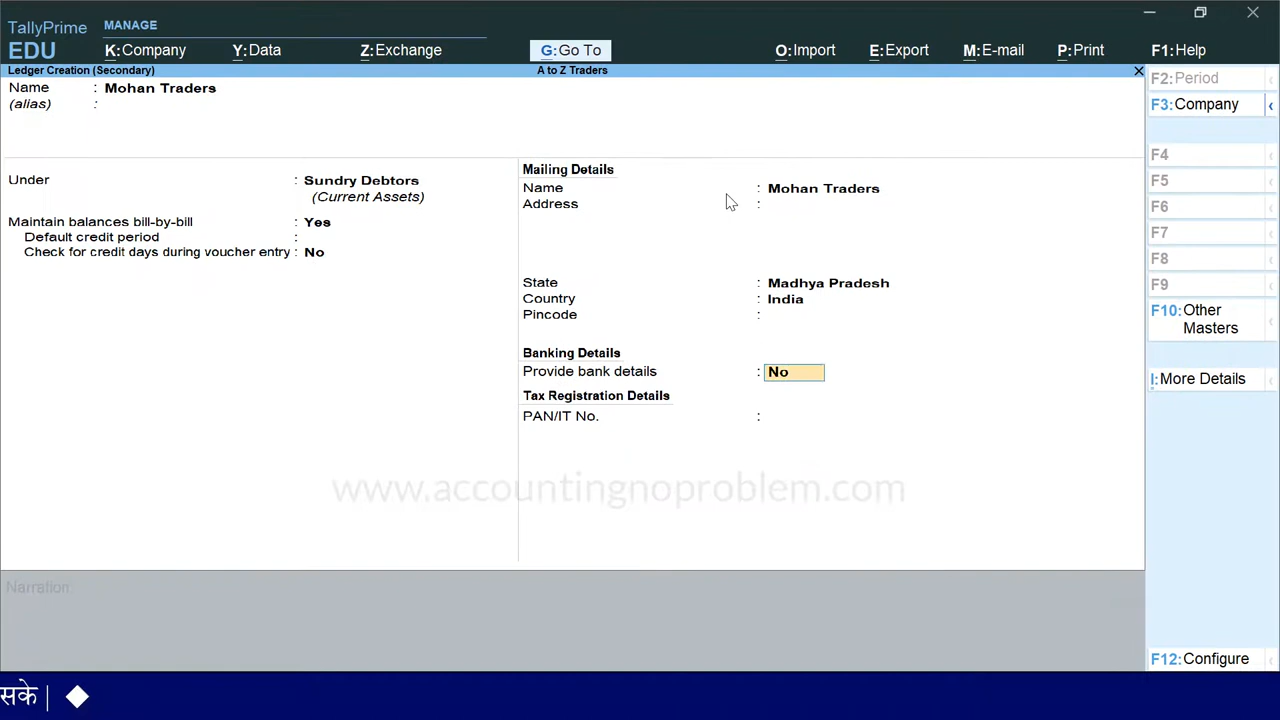 TallyPrime
EDU
MANAGE
K:Company
Y:Data
Z:Exchange
G:Go To
O:Import
E:Export
M:E-mail
P:Print
F1:Help
Ledger Creation (Secondary)
A to Z Traders
Name : Mohan Traders
(alias) :
Under : Sundry Debtors
(Current Assets)
Maintain balances bill-by-bill : Yes
Default credit period :
Check for credit days during voucher entry : No
Mailing Details
Name : Mohan Traders
Address :
State : Madhya Pradesh
Country : India
Pincode :
Banking Details
Provide bank details : No
Tax Registration Details
PAN/IT No. :
www.accountingnoproblem.com
Narration:
F2:Period
F3:Company
F4
F5
F6
F7
F8
F9
F10:Other
Masters
I:More Details
F12:Configure
सके |